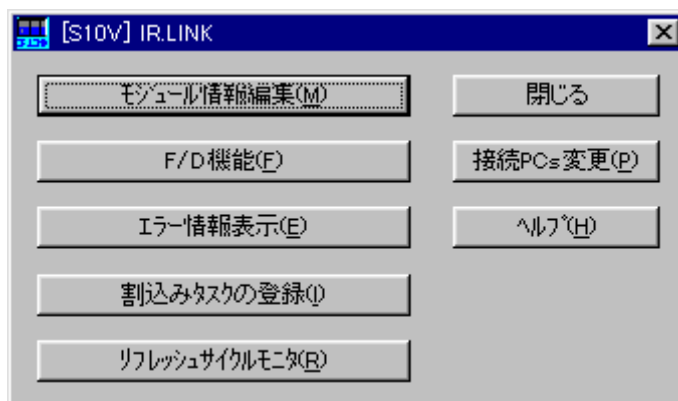 [S10V] IR.LINK
ﾓｼﾞｭｰﾙ情報編集(M)
閉じる
F/D機能(F)
接続PCs変更(P)
ｴﾗｰ情報表示(E)
ﾍﾙﾌﾟ(H)
割込みﾀｽｸの登録(I)
ﾘﾌﾚｯｼｭｻｲｸﾙﾓﾆﾀ(R)